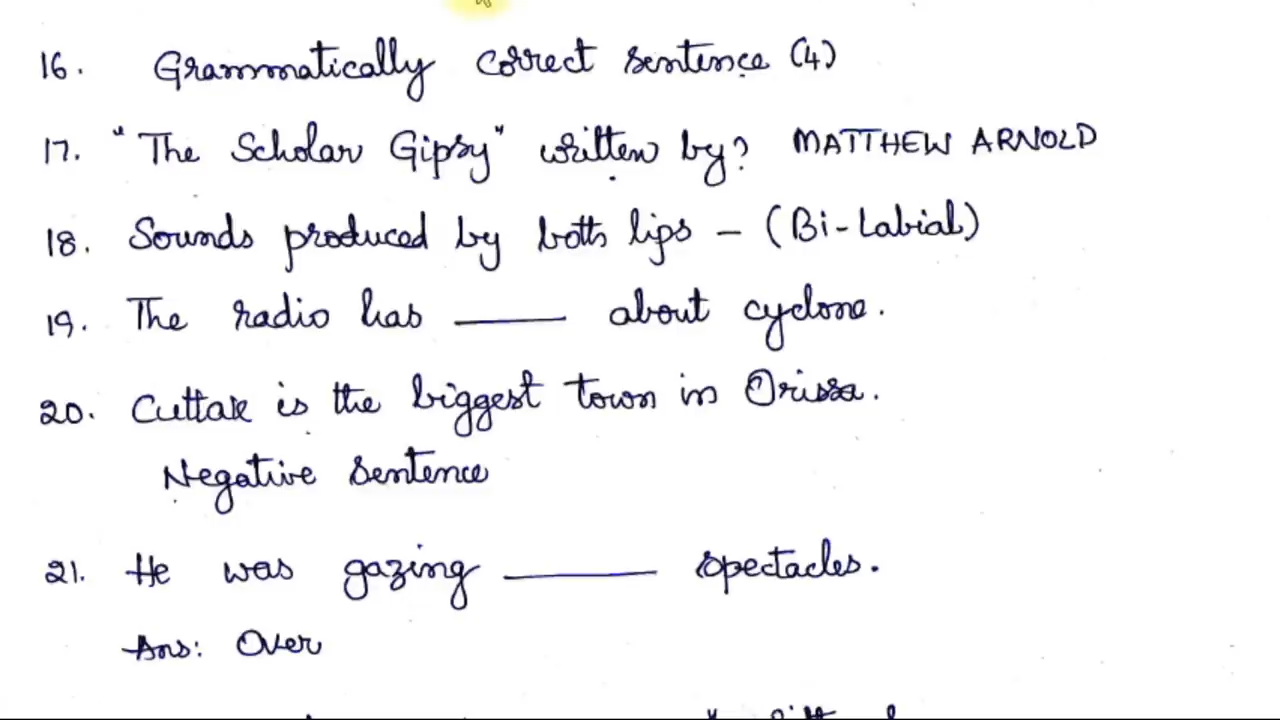 16. Grammatically correct sentence (4)
17. "The Scholar Gipsy" written by? MATTHEW ARNOLD
18. Sounds produced by both lips - (Bi-Labial)
19. The radio has ____ about cyclone.
20. Cuttak is the biggest town in Orissa.
Negative Sentence
21. He was gazing ____ spectacles.
Ans: Over